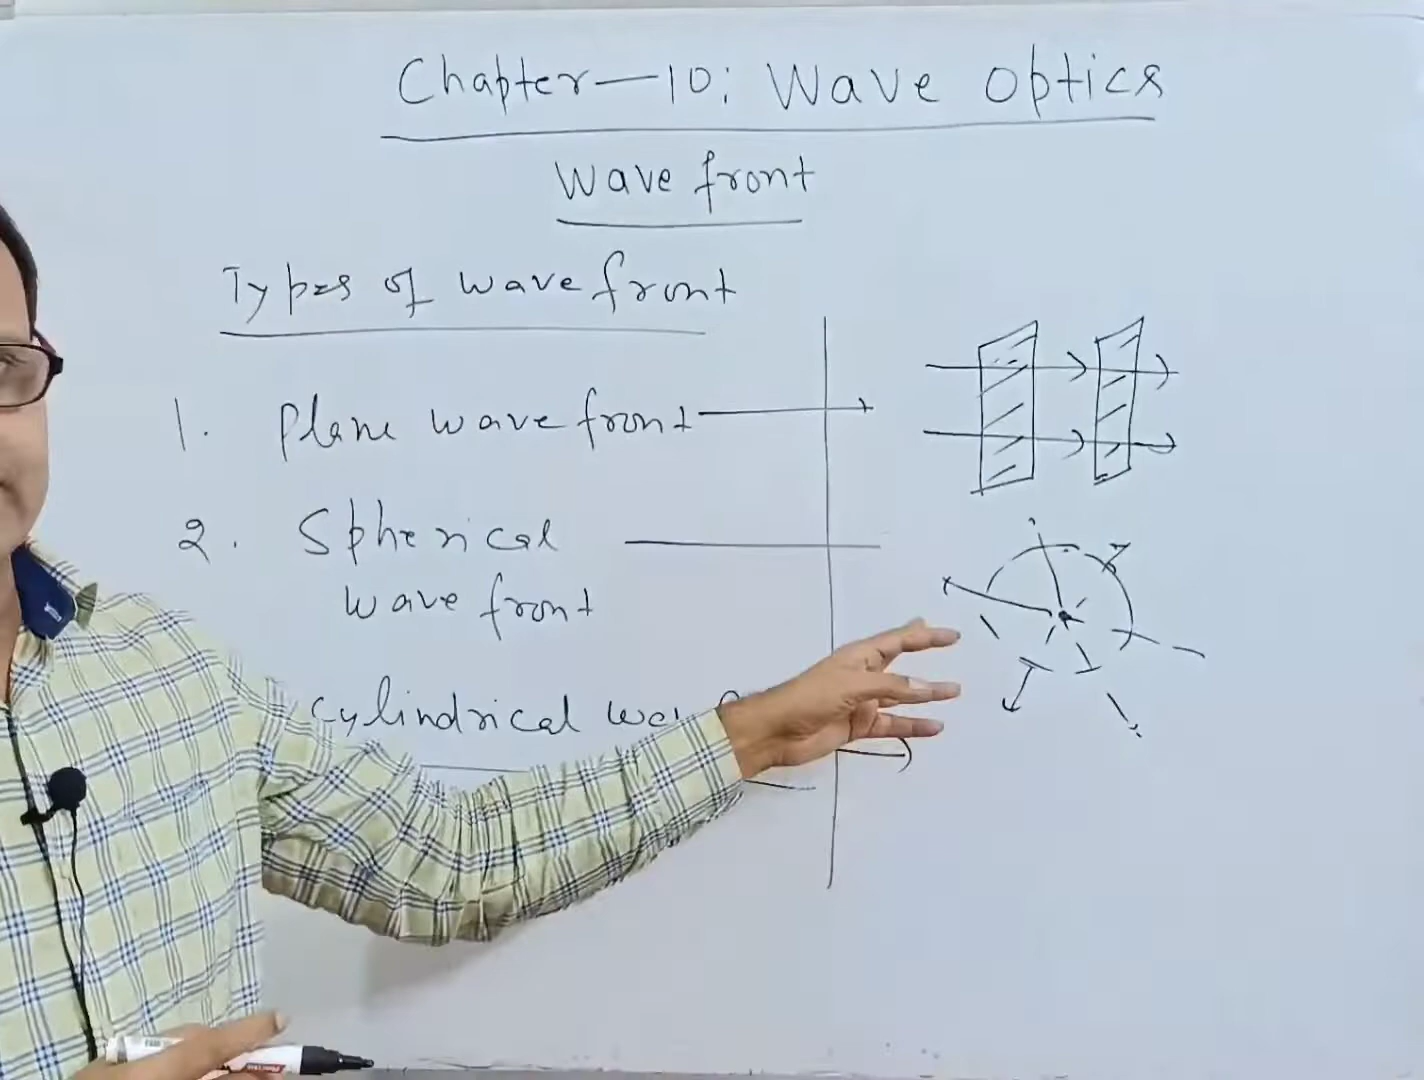 Chapter—10: Wave optics
Wave front
Types of wave front
1. Plane wave front
2. Spherical
wave front
cylindrical